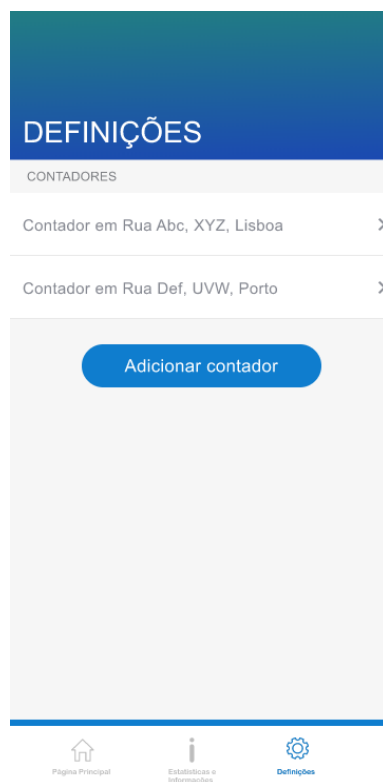 DEFINIÇÕES
CONTADORES
Contador em Rua Abc, XYZ, Lisboa
Contador em Rua Def, UVW, Porto
Adicionar contador
Página Principal
Estatísticas e
Informações
Definições